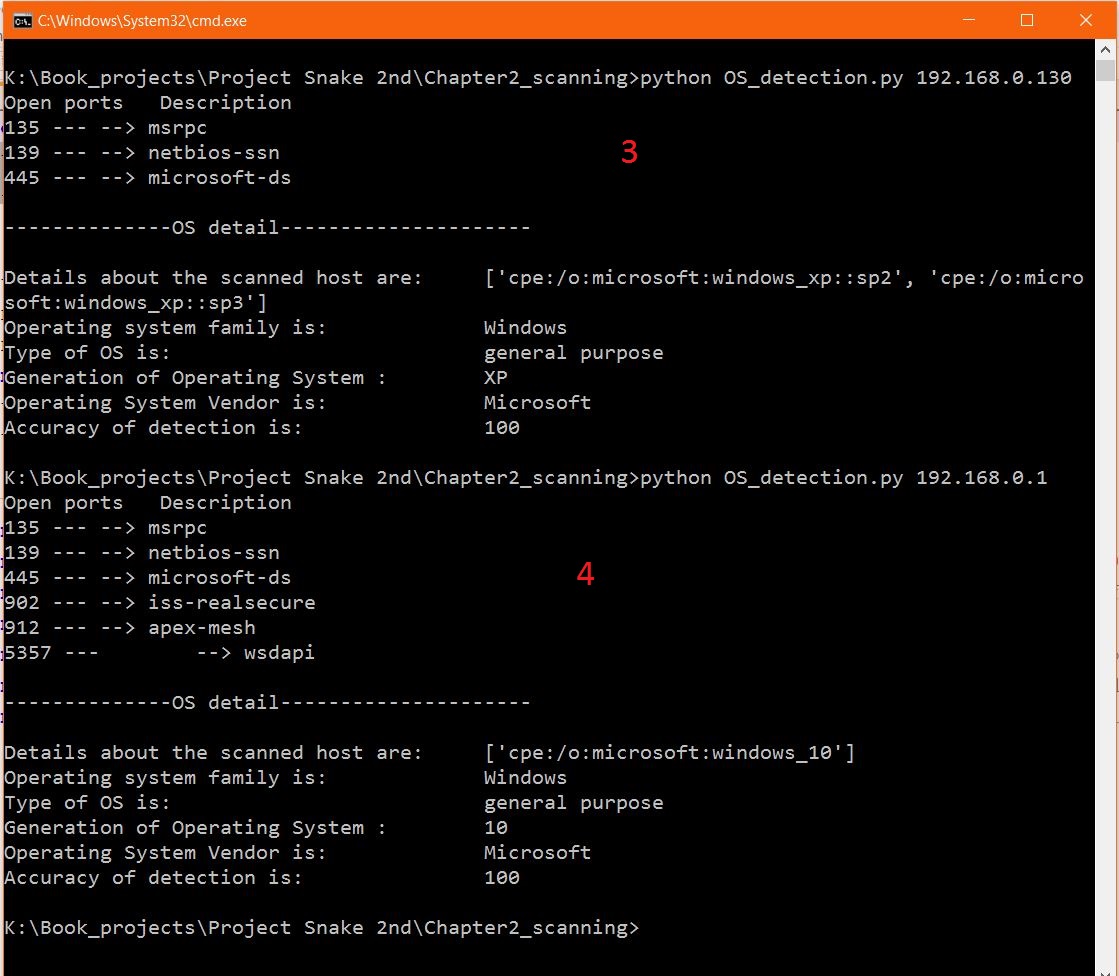 C:\Windows\System32\cmd.exe
K:\Book_projects\Project Snake 2nd\Chapter2_scanning>python OS_detection.py 192.168.0.130
Open ports   Description
135 --- --> msrpc
139 --- --> netbios-ssn
3
445 --- --> microsoft-ds
--------------OS detail---------------------
Details about the scanned host are:     ['cpe:/o:microsoft:windows_xp::sp2', 'cpe:/o:micro
soft:windows_xp::sp3']
Operating system family is:             Windows
Type of OS is:                          general purpose
Generation of Operating System :        XP
Operating System Vendor is:             Microsoft
Accuracy of detection is:               100
K:\Book_projects\Project Snake 2nd\Chapter2_scanning>python OS_detection.py 192.168.0.1
Open ports   Description
135 --- --> msrpc
139 --- --> netbios-ssn
445 --- --> microsoft-ds
4
902 --- --> iss-realsecure
912 --- --> apex-mesh
5357 ---        --> wsdapi
--------------OS detail---------------------
Details about the scanned host are:     ['cpe:/o:microsoft:windows_10']
Operating system family is:             Windows
Type of OS is:                          general purpose
Generation of Operating System :        10
Operating System Vendor is:             Microsoft
Accuracy of detection is:               100
K:\Book_projects\Project Snake 2nd\Chapter2_scanning>